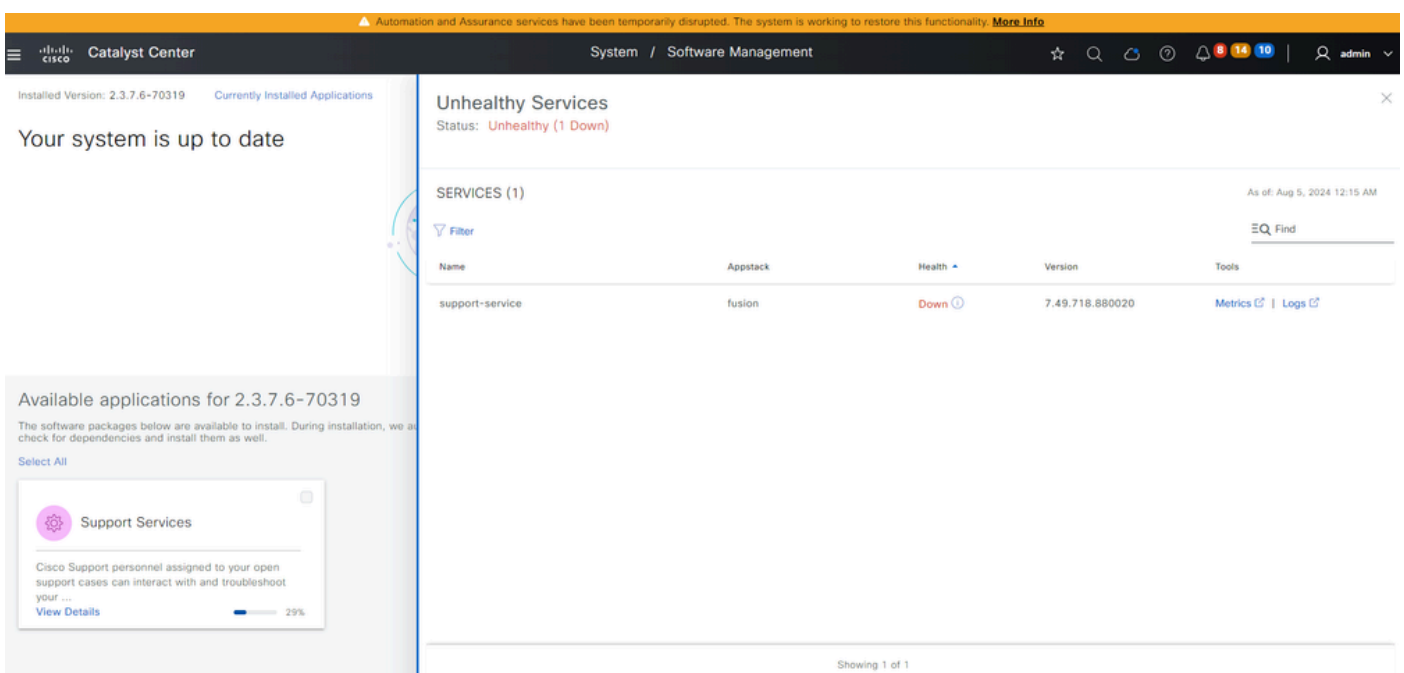 Automation and Assurance services have been temporarily disrupted. The system is working to restore this functionality. More Info
cisco Catalyst Center
System / Software Management
8 14 10 admin
Installed Version: 2.3.7.6-70319 Currently Installed Applications
Your system is up to date
Available applications for 2.3.7.6-70319
The software packages below are available to install. During installation, we
check for dependencies and install them as well.
Select All
Support Services
Cisco Support personnel assigned to your open
support cases can interact with and troubleshoot
your ...
View Details 29%
Unhealthy Services
Status: Unhealthy (1 Down)
SERVICES (1) As of: Aug 5, 2024 12:15 AM
Filter Find
Name Appstack Health Version Tools
support-service fusion Down 7.49.718.880020 Metrics | Logs
Showing 1 of 1